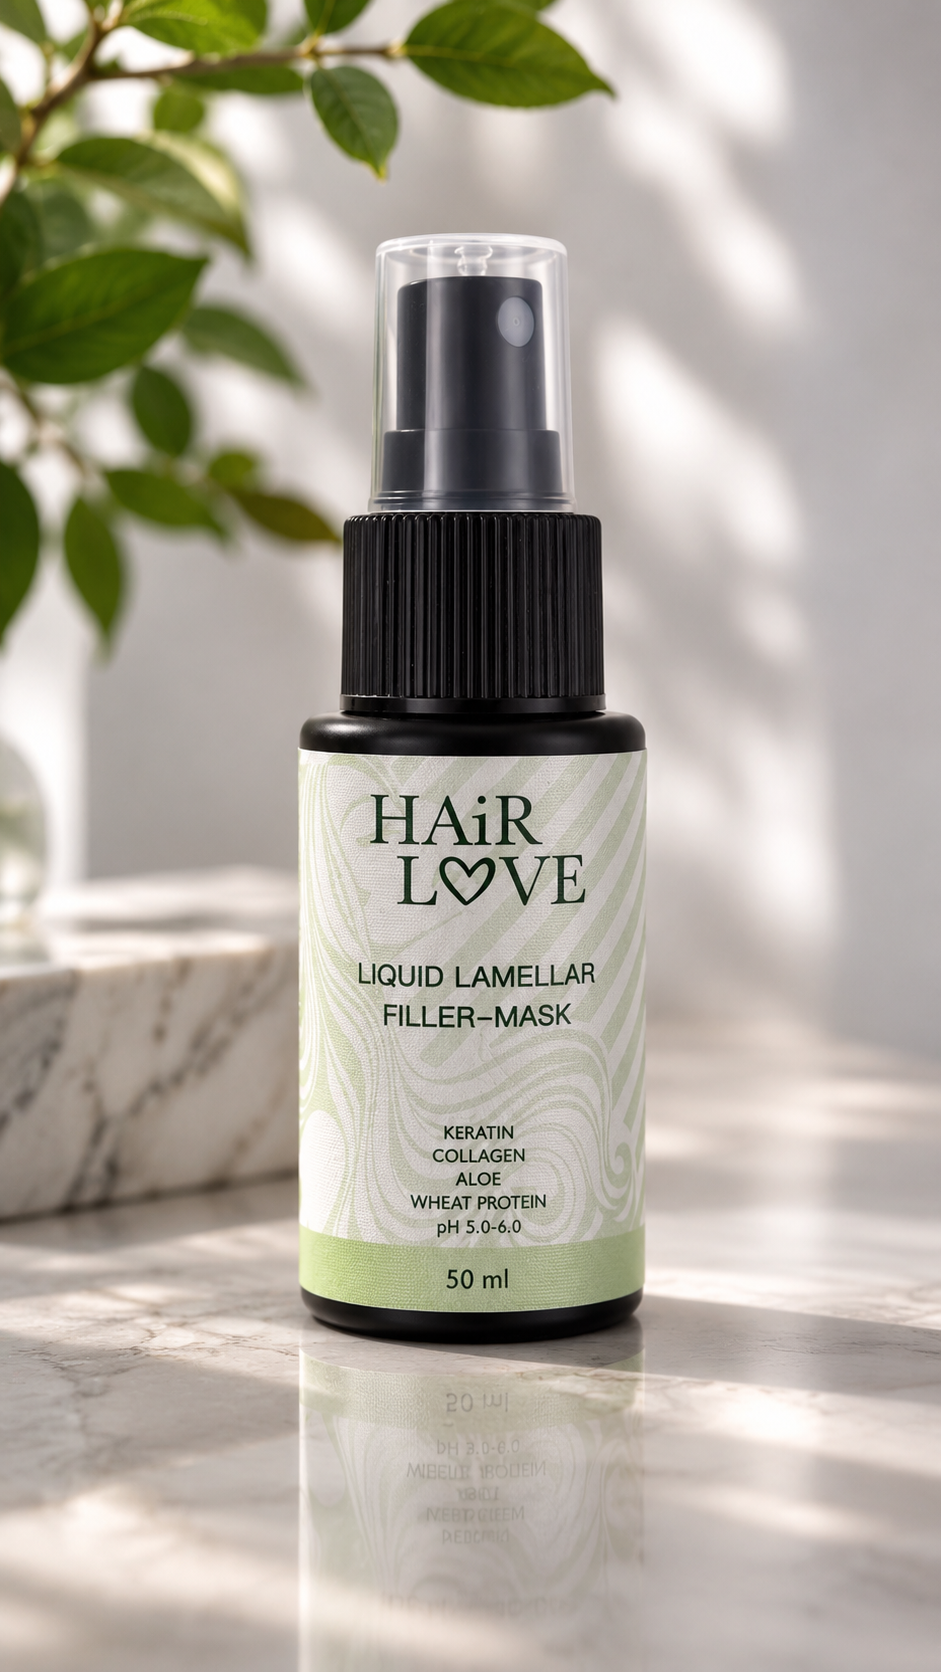 HAiR
LOVE
LIQUID LAMELLAR
FILLER-MASK
KERATIN
COLLAGEN
ALOE
WHEAT PROTEIN
pH 5.0-6.0
50 ml